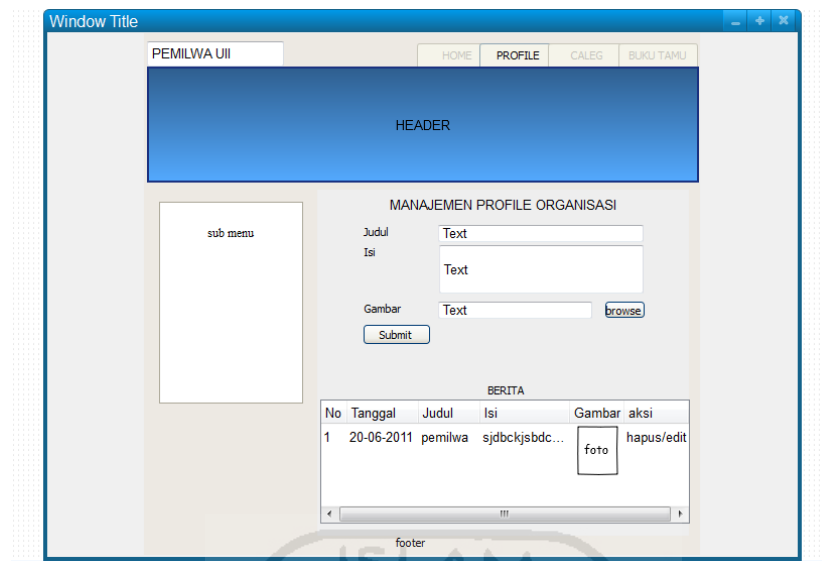 Window Title
PEMILWA UII
HOME PROFILE CALEG BUKU TAMU
HEADER
sub menu
MANAJEMEN PROFILE ORGANISASI
Judul Text
Isi
Text
Gambar Text browse
Submit
BERITA
No Tanggal Judul Isi Gambar aksi
1 20-06-2011 pemilwa sjdbckjsbdc... foto hapus/edit
footer
ISLAM